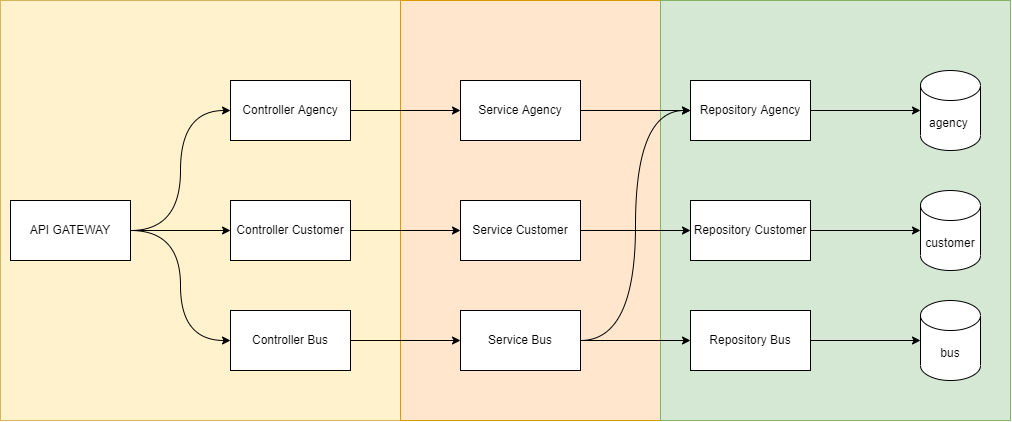 Controller Agency
Service Agency
Repository Agency
agency
API GATEWAY
Controller Customer
Service Customer
Repository Customer
customer
Controller Bus
Service Bus
Repository Bus
bus